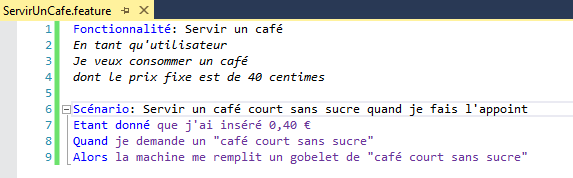 ServirUnCafe.feature
1 Fonctionnalité: Servir un café
2 En tant qu'utilisateur
3 Je veux consommer un café
4 dont le prix fixe est de 40 centimes
5
6 Scénario: Servir un café court sans sucre quand je fais l'appoint
7 Etant donné que j'ai inséré 0,40 €
8 Quand je demande un "café court sans sucre"
9 Alors la machine me remplit un gobelet de "café court sans sucre"